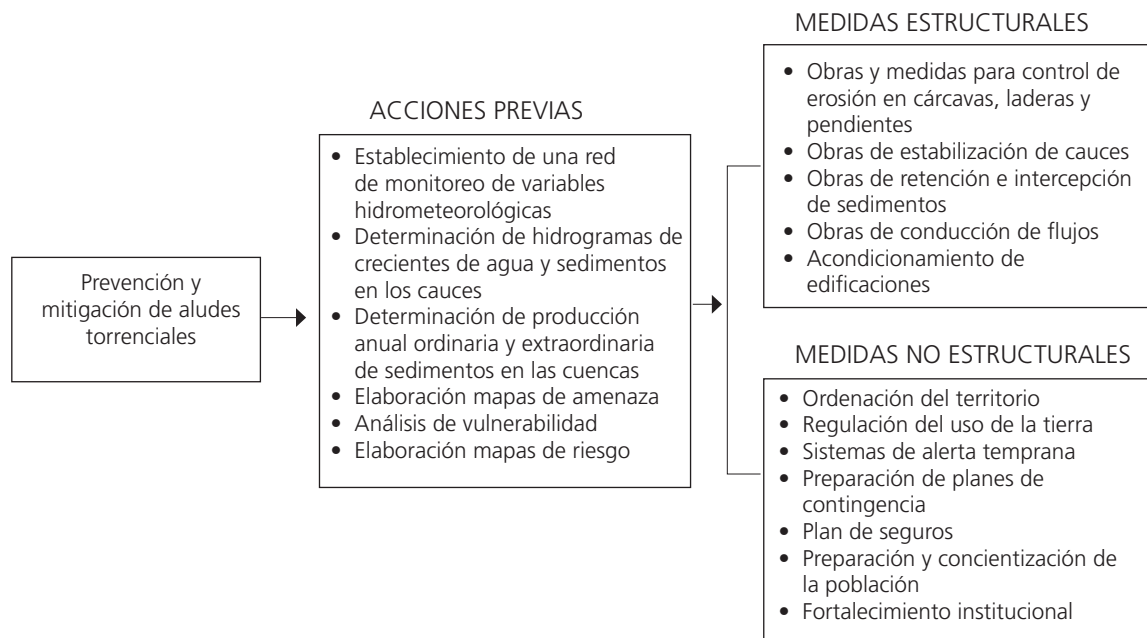 Prevención y
mitigación de aludes
torrenciales
ACCIONES PREVIAS
• Establecimiento de una red
de monitoreo de variables
hidrometeorológicas
• Determinación de hidrogramas de
crecientes de agua y sedimentos
en los cauces
• Determinación de producción
anual ordinaria y extraordinaria
de sedimentos en las cuencas
• Elaboración mapas de amenaza
• Análisis de vulnerabilidad
• Elaboración mapas de riesgo
MEDIDAS ESTRUCTURALES
• Obras y medidas para control de
erosión en cárcavas, laderas y
pendientes
• Obras de estabilización de cauces
• Obras de retención e intercepción
de sedimentos
• Obras de conducción de flujos
• Acondicionamiento de
edificaciones
MEDIDAS NO ESTRUCTURALES
• Ordenación del territorio
• Regulación del uso de la tierra
• Sistemas de alerta temprana
• Preparación de planes de
contingencia
• Plan de seguros
• Preparación y concientización de
la población
• Fortalecimiento institucional